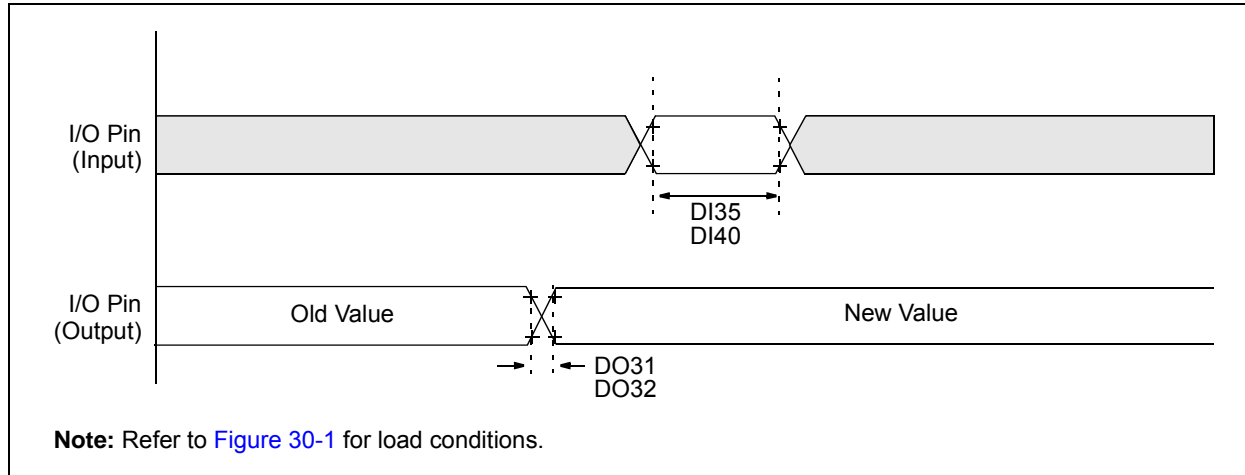 I/O Pin
(Input)
DI35
DI40
I/O Pin
(Output)
Old Value
New Value
DO31
DO32
Note: Refer to Figure 30-1 for load conditions.